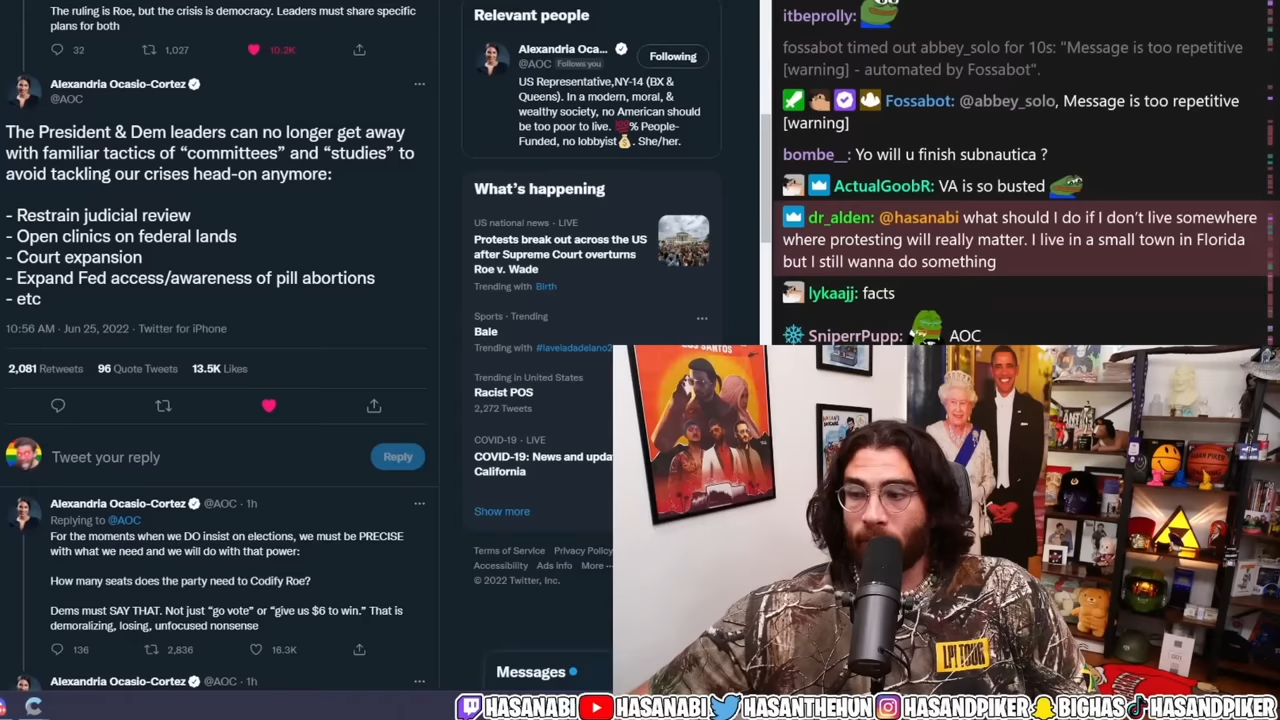 The ruling is Roe, but the crisis is democracy. Leaders must share specific
plans for both
32 1,027 10.2K
Alexandria Ocasio-Cortez
@AOC
The President & Dem leaders can no longer get away
with familiar tactics of “committees” and “studies” to
avoid tackling our crises head-on anymore:
- Restrain judicial review
- Open clinics on federal lands
- Court expansion
- Expand Fed access/awareness of pill abortions
- etc
10:56 AM · Jun 25, 2022 · Twitter for iPhone
2,081 Retweets 96 Quote Tweets 13.5K Likes
Tweet your reply Reply
Alexandria Ocasio-Cortez @AOC · 1h
Replying to @AOC
For the moments when we DO insist on elections, we must be PRECISE
with what we need and we will do with that power:
How many seats does the party need to Codify Roe?
Dems must SAY THAT. Not just “go vote” or “give us $6 to win.” That is
demoralizing, losing, unfocused nonsense
136 2,836 16.3K
Alexandria Ocasio-Cortez @AOC · 1h
Relevant people
Alexandria Oca... Following
@AOC Follows you
US Representative,NY-14 (BX &
Queens). In a modern, moral, &
wealthy society, no American should
be too poor to live. 💯% People-
Funded, no lobbyist💰. She/her.
What’s happening
US national news · LIVE
Protests break out across the US
after Supreme Court overturns
Roe v. Wade
Trending with Birth
Sports · Trending
Bale
Trending with #laveladadelano2
Trending in United States
Racist POS
2,272 Tweets
COVID-19 · LIVE
COVID-19: News and upda
California
Show more
Terms of Service Privacy Policy
Accessibility Ads info More ···
© 2022 Twitter, Inc.
Messages
itbeprolly:
fossabot timed out abbey_solo for 10s: "Message is too repetitive
[warning] - automated by Fossabot".
Fossabot: @abbey_solo, Message is too repetitive
[warning]
bombe__: Yo will u finish subnautica ?
ActualGoobR: VA is so busted
dr_alden: @hasanabi what should I do if I don’t live somewhere
where protesting will really matter. I live in a small town in Florida
but I still wanna do something
lykaajj: facts
SniperrPupp: AOC
LPI TOUR
HASANABI HASANABI HASANTHEHUN HASANDPIKER BIGHAS HASANDPIKER